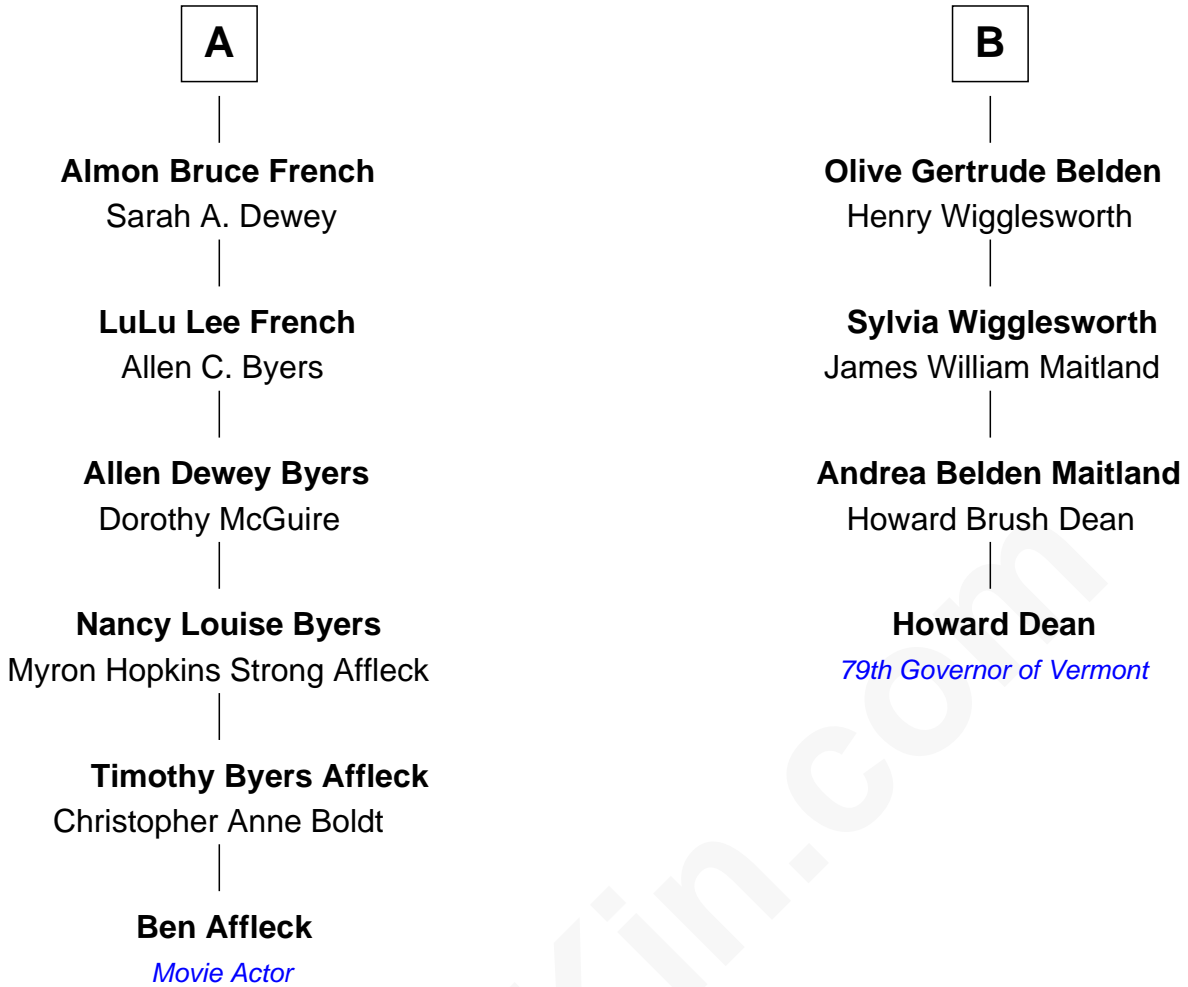 A
Almon Bruce French
Sarah A. Dewey
LuLu Lee French
Allen C. Byers
Allen Dewey Byers
Dorothy McGuire
Nancy Louise Byers
Myron Hopkins Strong Affleck
Timothy Byers Affleck
Christopher Anne Boldt
Ben Affleck
Movie Actor
B
Olive Gertrude Belden
Henry Wigglesworth
Sylvia Wigglesworth
James William Maitland
Andrea Belden Maitland
Howard Brush Dean
Howard Dean
79th Governor of Vermont
Kin.com